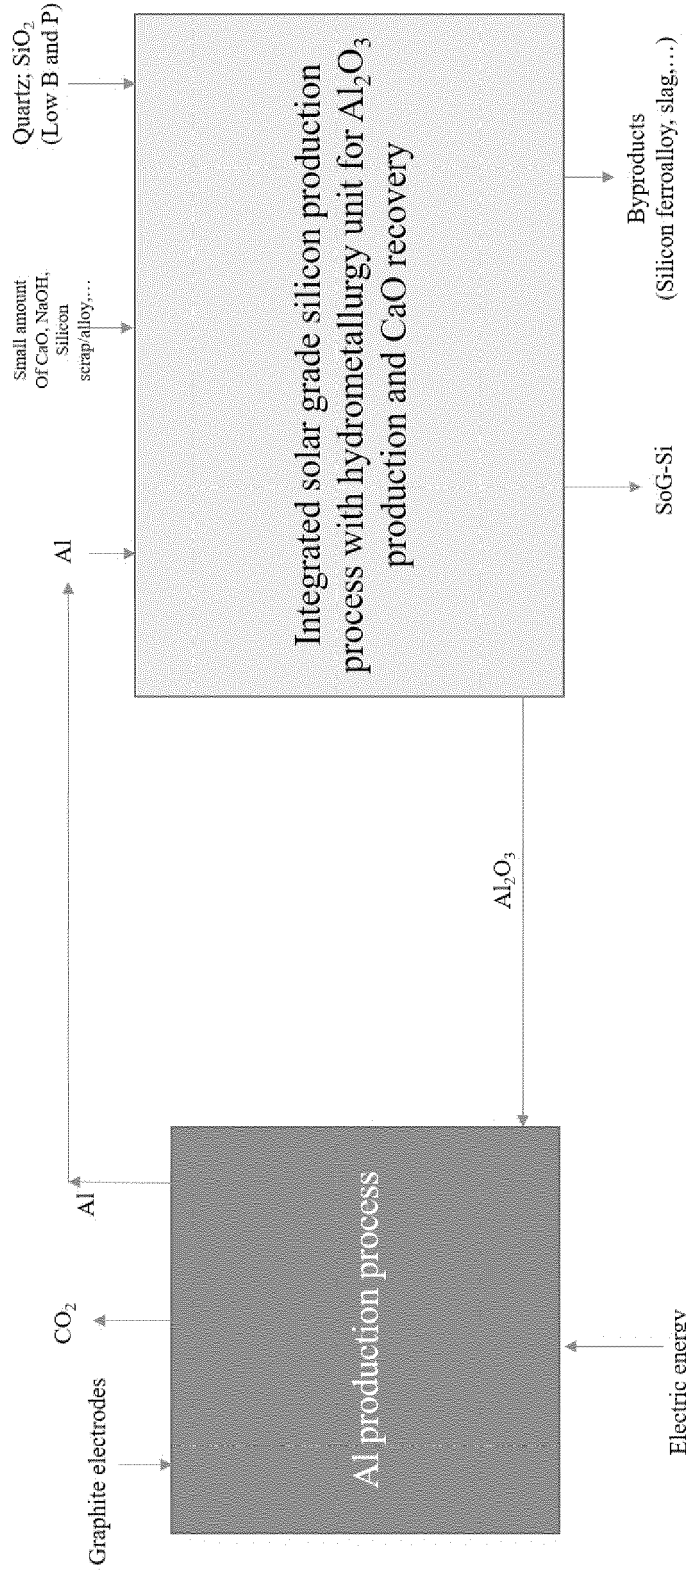 Graphite electrodes
CO2
Al
Al
Small amount
Of CaO, NaOH,
Silicon
scrap/alloy,...
Quartz; SiO2
(Low B and P)
Al production process
Al2O3
Integrated solar grade silicon production
process with hydrometallurgy unit for Al2O3
production and CaO recovery
Electric energy
SoG-Si
Byproducts
(Silicon ferroalloy, slag,...)